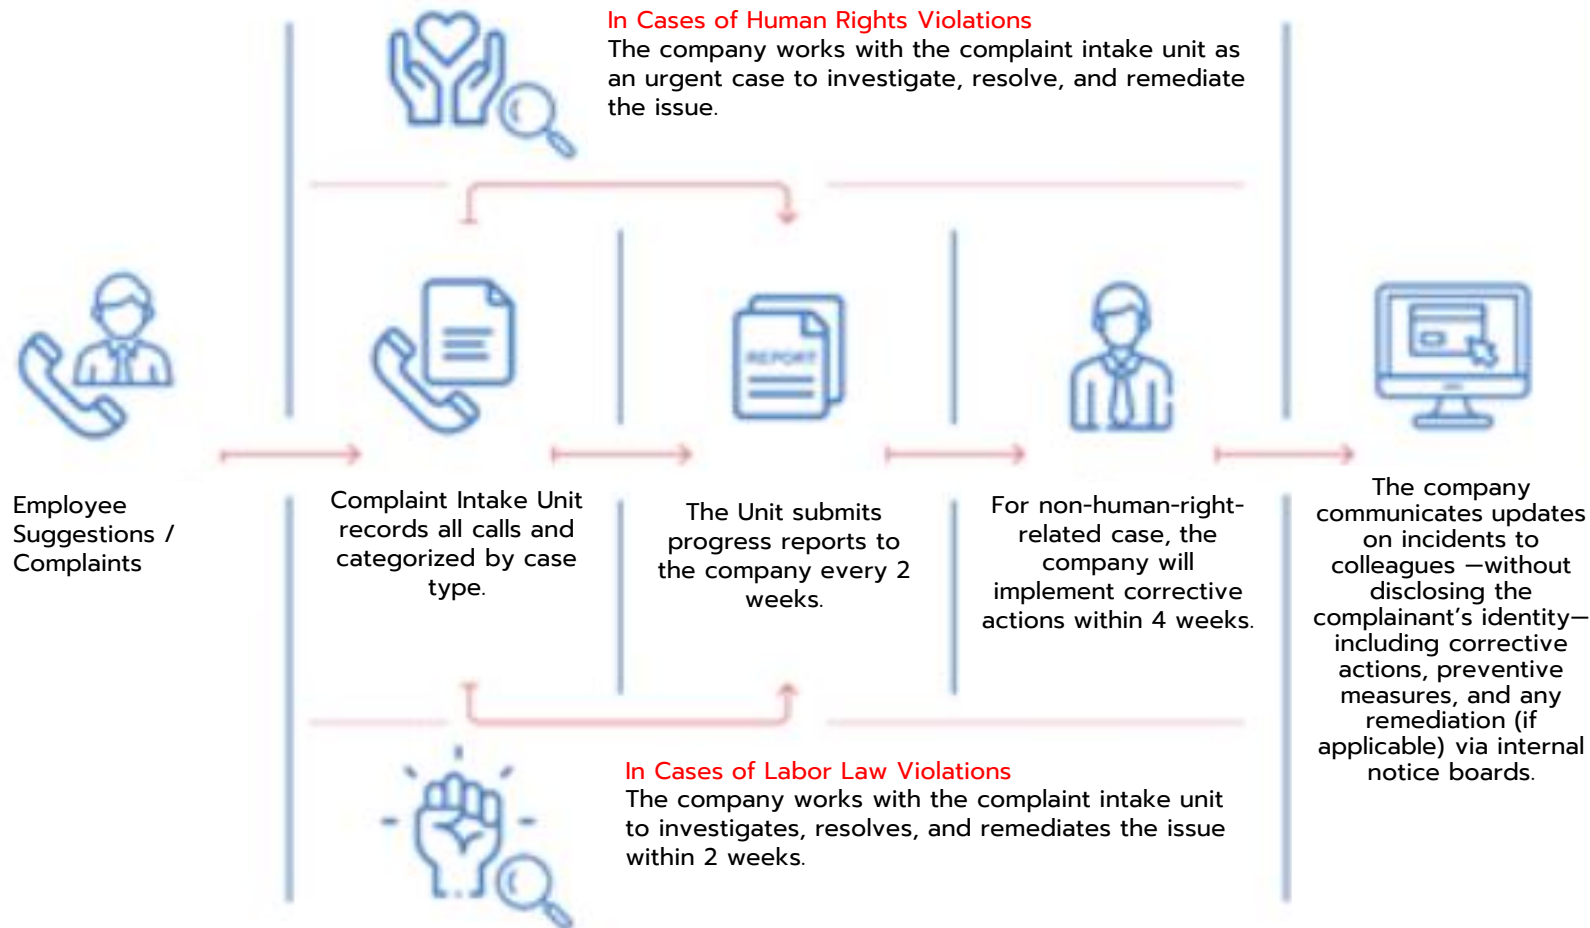 In Cases of Human Rights Violations
The company works with the complaint intake unit as
an urgent case to investigate, resolve, and remediate
the issue.
Employee
Suggestions /
Complaints
Complaint Intake Unit
records all calls and
categorized by case
type.
REPORT
The Unit submits
progress reports to
the company every 2
weeks.
For non-human-right-
related case, the
company will
implement corrective
actions within 4 weeks.
The company
communicates updates
on incidents to
colleagues —without
disclosing the
complainant’s identity—
including corrective
actions, preventive
measures, and any
remediation (if
applicable) via internal
notice boards.
In Cases of Labor Law Violations
The company works with the complaint intake unit
to investigates, resolves, and remediates the issue
within 2 weeks.